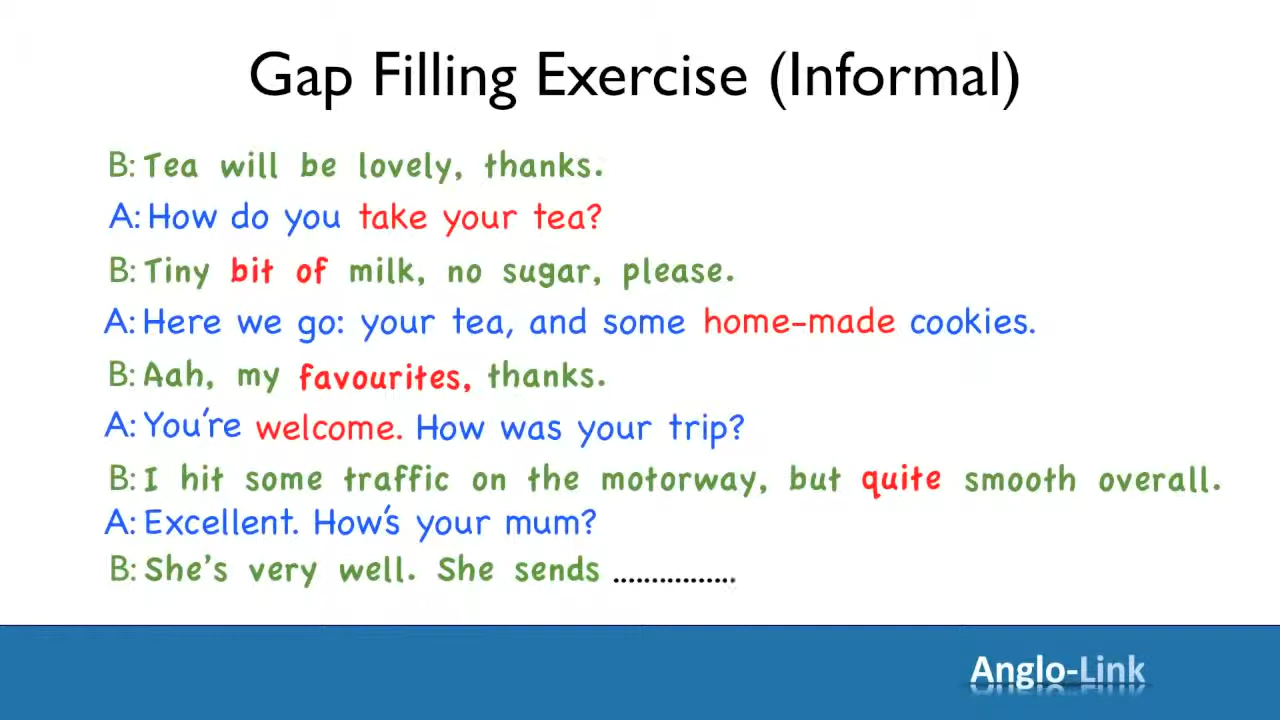 Gap Filling Exercise (Informal)
B: Tea will be lovely, thanks.
A: How do you take your tea?
B: Tiny bit of milk, no sugar, please.
A: Here we go: your tea, and some home-made cookies.
B: Aah, my favourites, thanks.
A: You're welcome. How was your trip?
B: I hit some traffic on the motorway, but quite smooth overall.
A: Excellent. How's your mum?
B: She's very well. She sends ................
Anglo-Link